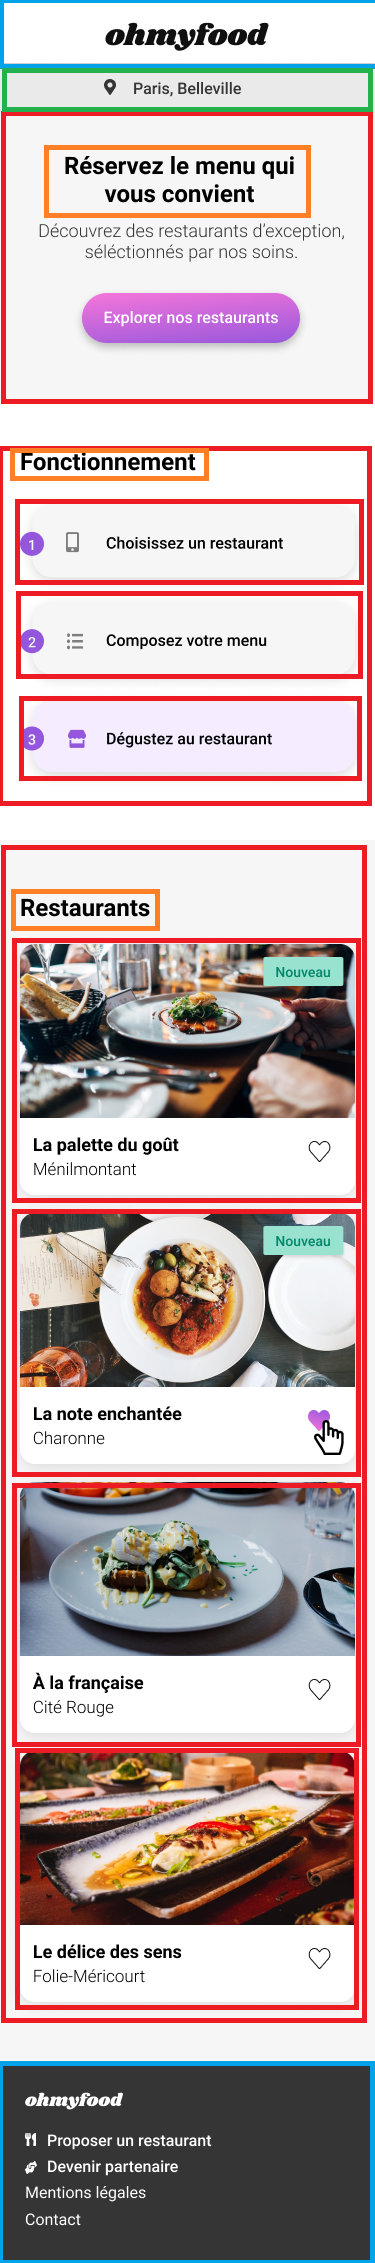 ohmyfood
Paris, Belleville
Réservez le menu qui
vous convient
Découvrez des restaurants d'exception,
séléctionnés par nos soins.
Explorer nos restaurants
Fonctionnement
1 Choisissez un restaurant
2 Composez votre menu
3 Dégustez au restaurant
Restaurants
Nouveau
La palette du goût
Ménilmontant
Nouveau
La note enchantée
Charonne
À la française
Cité Rouge
Le délice des sens
Folie-Méricourt
ohmyfood
Proposer un restaurant
Devenir partenaire
Mentions légales
Contact